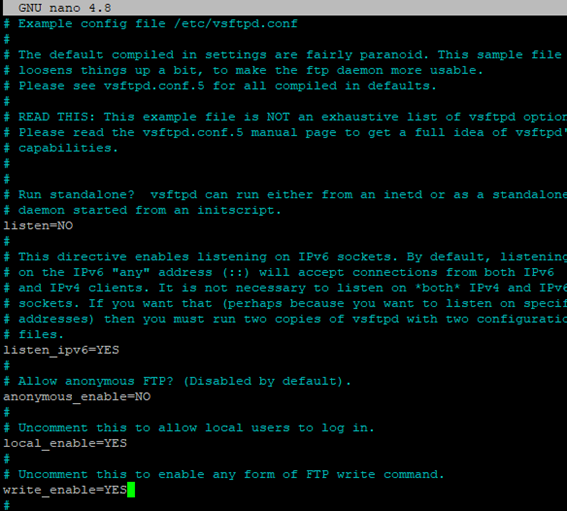 GNU nano 4.8
# Example config file /etc/vsftpd.conf
#
# The default compiled in settings are fairly paranoid. This sample file
# loosens things up a bit, to make the ftp daemon more usable.
# Please see vsftpd.conf.5 for all compiled in defaults.
#
# READ THIS: This example file is NOT an exhaustive list of vsftpd option
# Please read the vsftpd.conf.5 manual page to get a full idea of vsftpd'
# capabilities.
#
#
# Run standalone?  vsftpd can run either from an inetd or as a standalone
# daemon started from an initscript.
listen=NO
#
# This directive enables listening on IPv6 sockets. By default, listening
# on the IPv6 "any" address (::) will accept connections from both IPv6
# and IPv4 clients. It is not necessary to listen on *both* IPv4 and IPv6
# sockets. If you want that (perhaps because you want to listen on specif
# addresses) then you must run two copies of vsftpd with two configuratio
# files.
listen_ipv6=YES
#
# Allow anonymous FTP? (Disabled by default).
anonymous_enable=NO
#
# Uncomment this to allow local users to log in.
local_enable=YES
#
# Uncomment this to enable any form of FTP write command.
write_enable=YES
#